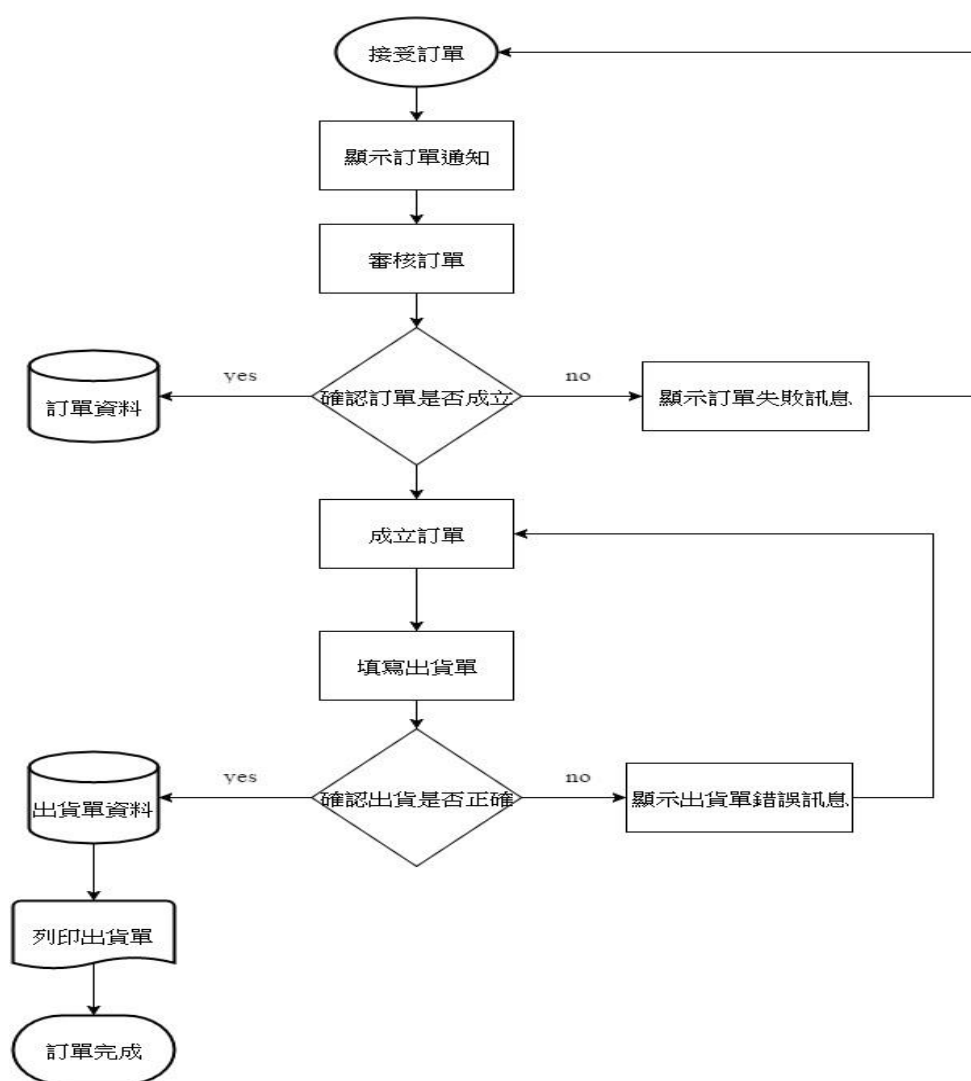 接受訂單
顯示訂單通知
審核訂單
訂單資料
yes
確認訂單是否成立
no
顯示訂單失敗訊息
成立訂單
填寫出貨單
出貨單資料
yes
確認出貨是否正確
no
顯示出貨單錯誤訊息
列印出貨單
訂單完成